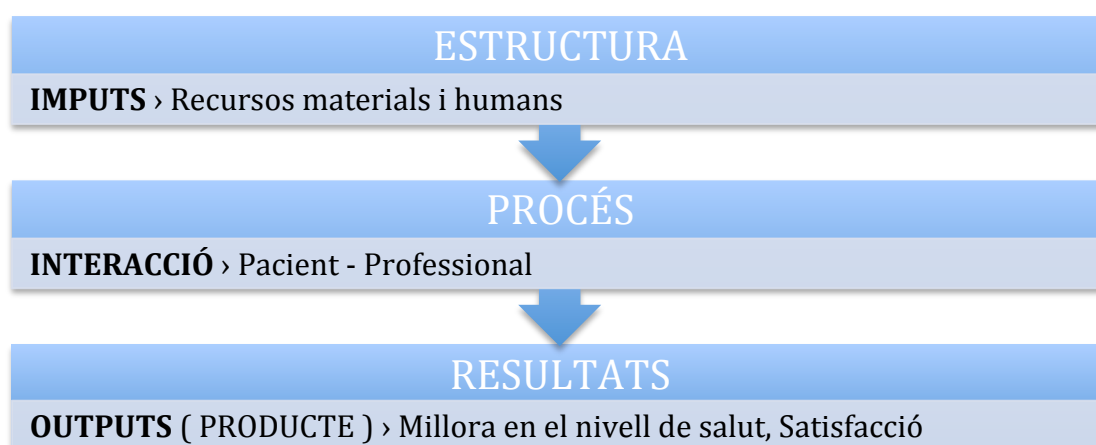 ESTRUCTURA
IMPUTS › Recursos materials i humans
PROCÉS
INTERACCIÓ › Pacient - Professional
RESULTATS
OUTPUTS ( PRODUCTE ) › Millora en el nivell de salut, Satisfacció